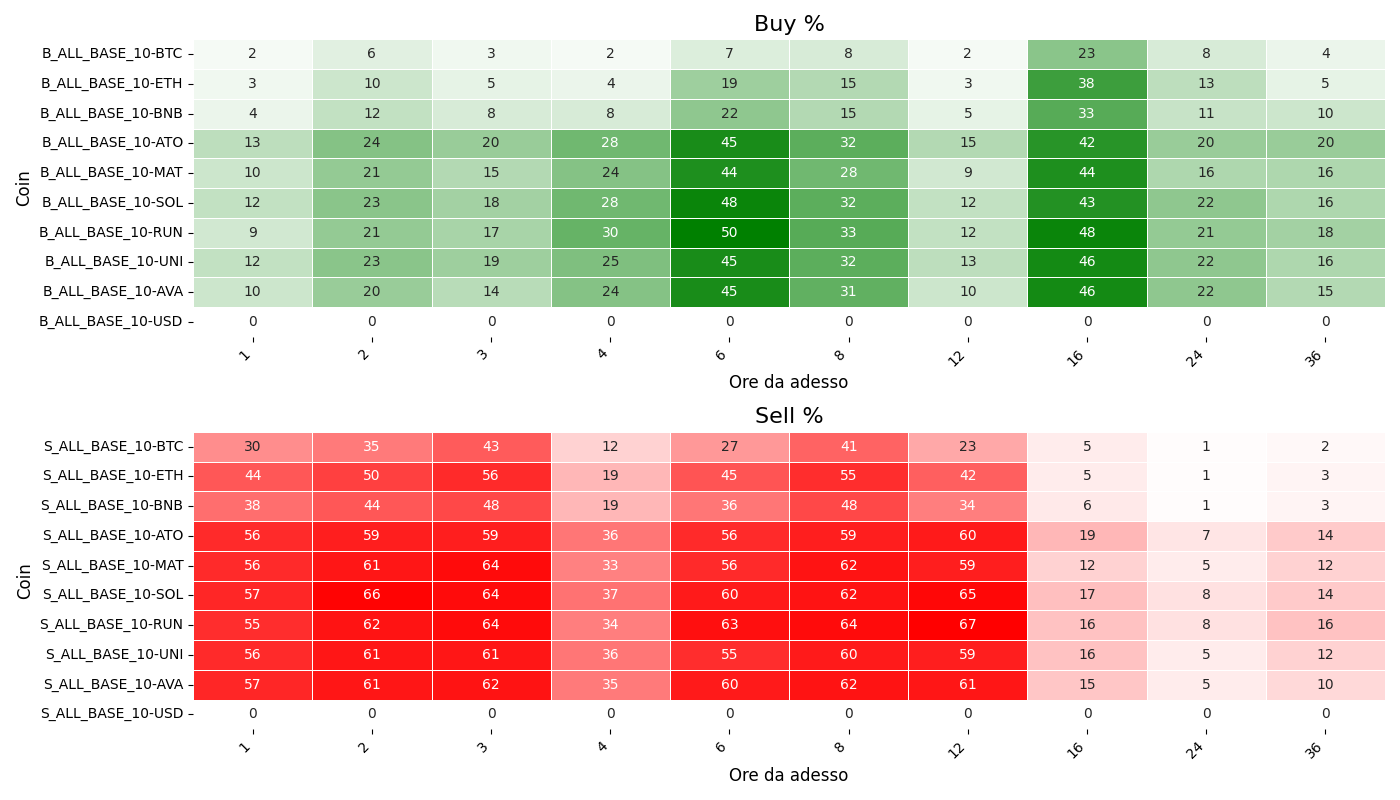 Buy %
Coin
B_ALL_BASE_10-BTC 2 6 3 2 7 8 2 23 8 4
B_ALL_BASE_10-ETH 3 10 5 4 19 15 3 38 13 5
B_ALL_BASE_10-BNB 4 12 8 8 22 15 5 33 11 10
B_ALL_BASE_10-ATO 13 24 20 28 45 32 15 42 20 20
B_ALL_BASE_10-MAT 10 21 15 24 44 28 9 44 16 16
B_ALL_BASE_10-SOL 12 23 18 28 48 32 12 43 22 16
B_ALL_BASE_10-RUN 9 21 17 30 50 33 12 48 21 18
B_ALL_BASE_10-UNI 12 23 19 25 45 32 13 46 22 16
B_ALL_BASE_10-AVA 10 20 14 24 45 31 10 46 22 15
B_ALL_BASE_10-USD 0 0 0 0 0 0 0 0 0 0
1 2 3 4 6 8 12 16 24 36
Ore da adesso
Sell %
Coin
S_ALL_BASE_10-BTC 30 35 43 12 27 41 23 5 1 2
S_ALL_BASE_10-ETH 44 50 56 19 45 55 42 5 1 3
S_ALL_BASE_10-BNB 38 44 48 19 36 48 34 6 1 3
S_ALL_BASE_10-ATO 56 59 59 36 56 59 60 19 7 14
S_ALL_BASE_10-MAT 56 61 64 33 56 62 59 12 5 12
S_ALL_BASE_10-SOL 57 66 64 37 60 62 65 17 8 14
S_ALL_BASE_10-RUN 55 62 64 34 63 64 67 16 8 16
S_ALL_BASE_10-UNI 56 61 61 36 55 60 59 16 5 12
S_ALL_BASE_10-AVA 57 61 62 35 60 62 61 15 5 10
S_ALL_BASE_10-USD 0 0 0 0 0 0 0 0 0 0
1 2 3 4 6 8 12 16 24 36
Ore da adesso